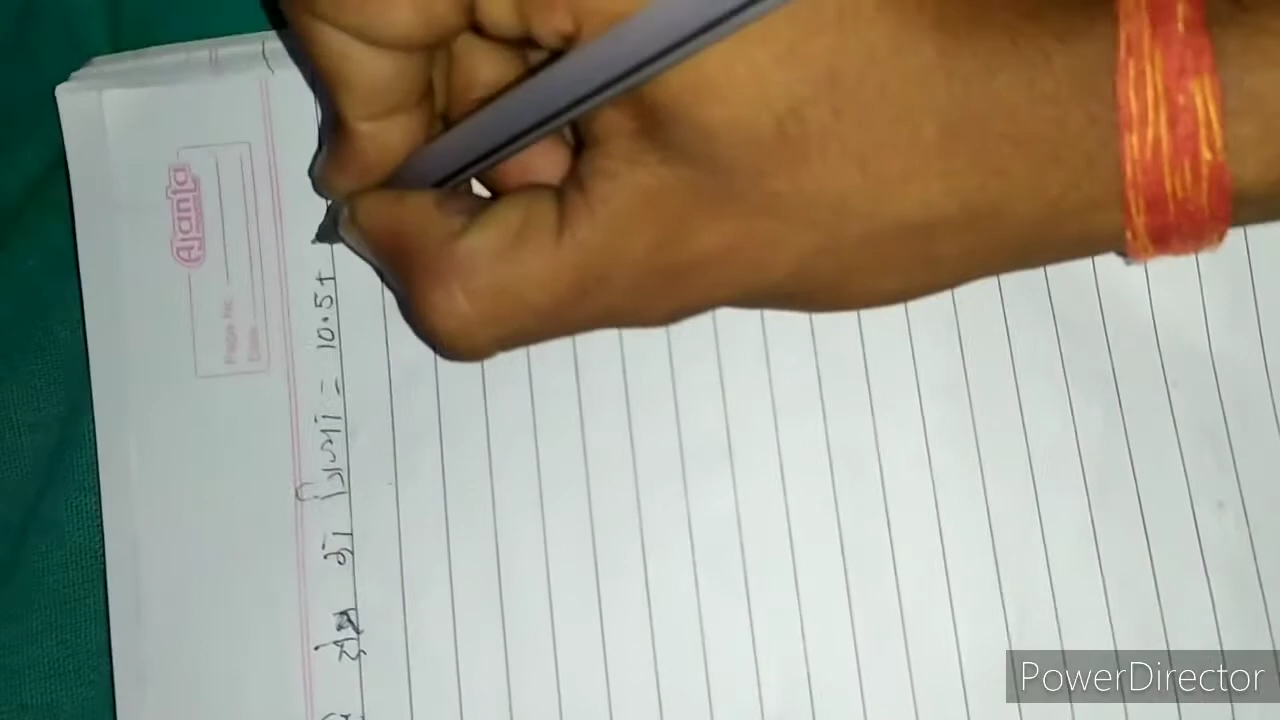 Ajanta
Page No.
Date
की त्रिज्या = 10.5+
PowerDirector